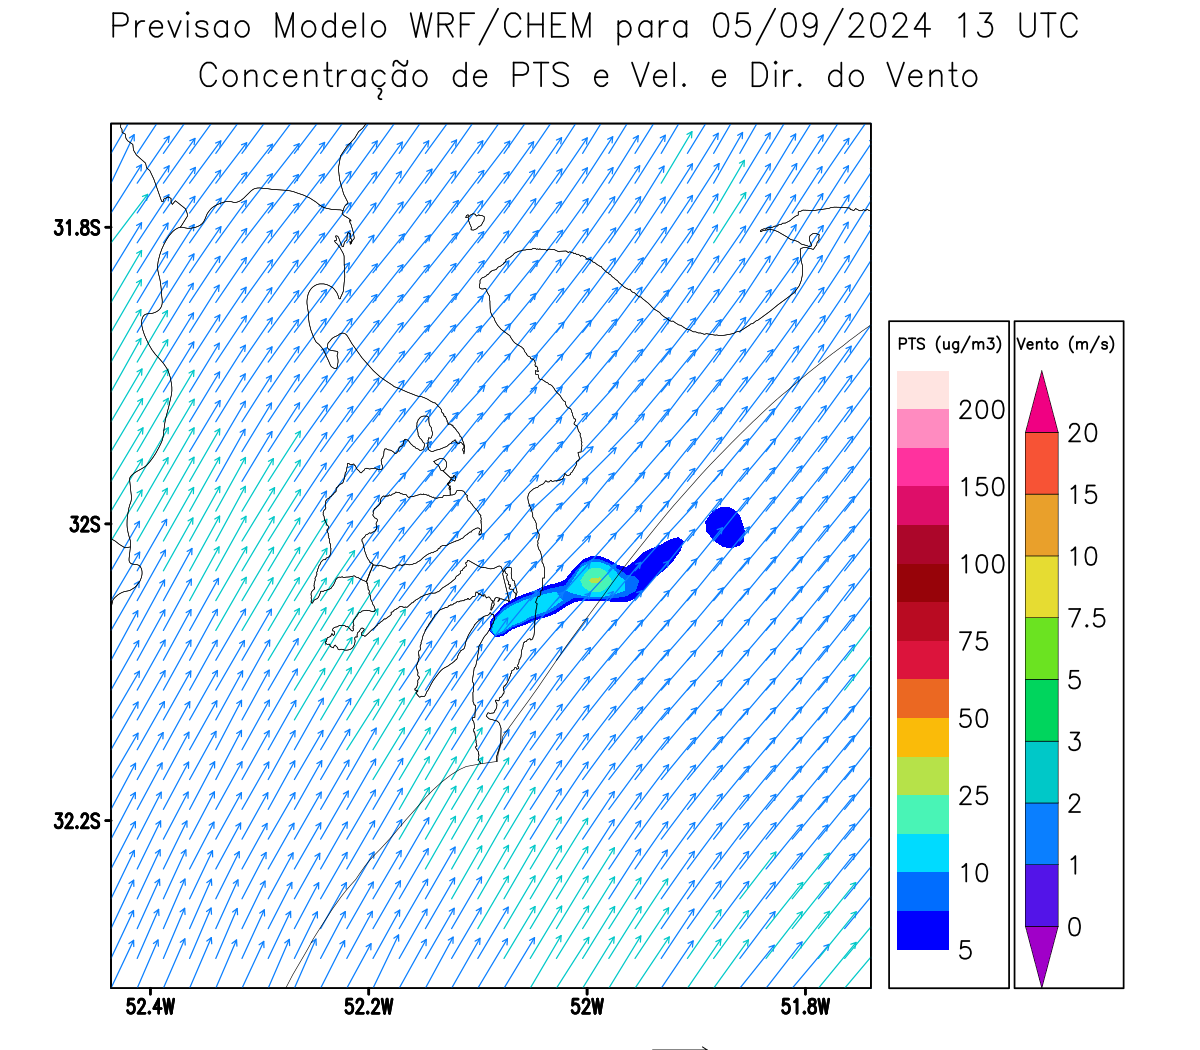 Previsao Modelo WRF/CHEM para 05/09/2024 13 UTC
Concentração de PTS e Vel. e Dir. do Vento
31.8S
32S
32.2S
52.4W 52.2W 52W 51.8W
PTS (ug/m3)
200
150
100
75
50
25
10
5
Vento (m/s)
20
15
10
7.5
5
3
2
1
0